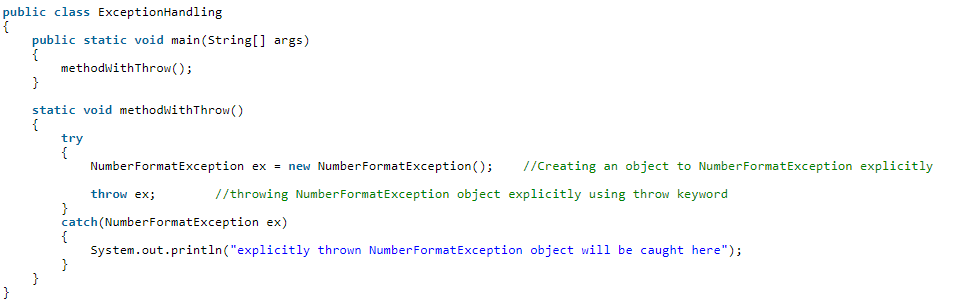 public class ExceptionHandling
{
    public static void main(String[] args)
    {
        methodWithThrow();
    }
    static void methodWithThrow()
    {
        try
        {
            NumberFormatException ex = new NumberFormatException();    //Creating an object to NumberFormatException explicitly
            throw ex;        //throwing NumberFormatException object explicitly using throw keyword
        }
        catch(NumberFormatException ex)
        {
            System.out.println("explicitly thrown NumberFormatException object will be caught here");
        }
    }
}